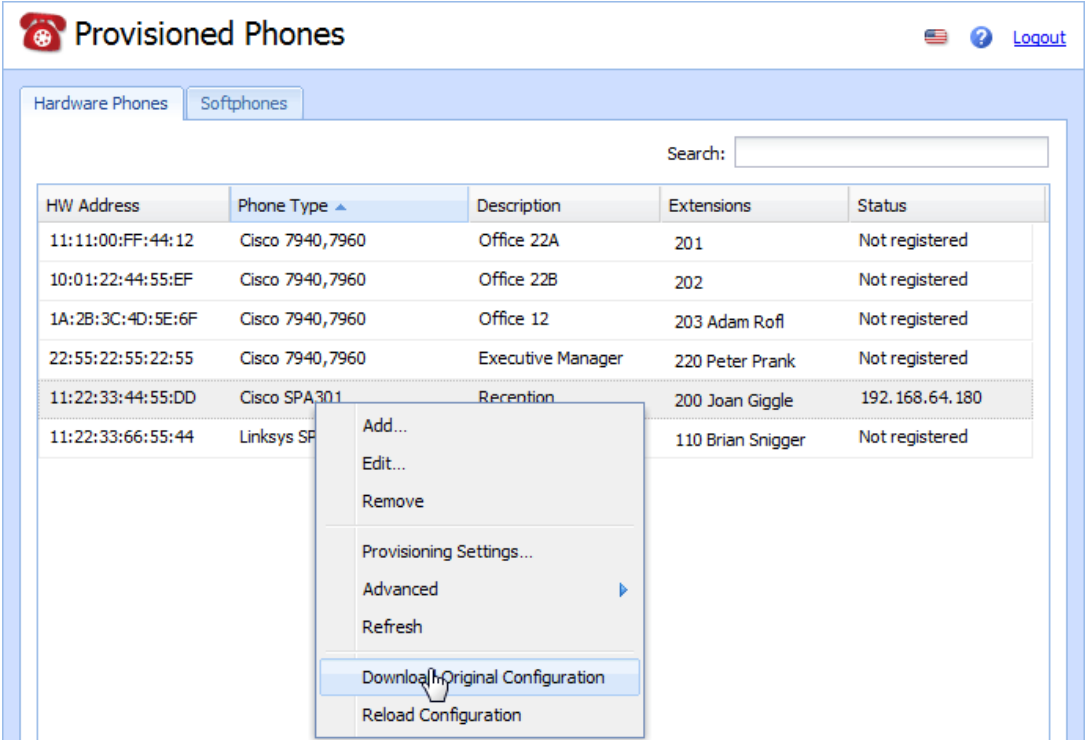 Provisioned Phones
Logout
Hardware Phones Softphones
Search:
HW Address Phone Type Description Extensions Status
11:11:00:FF:44:12 Cisco 7940,7960 Office 22A 201 Not registered
10:01:22:44:55:EF Cisco 7940,7960 Office 22B 202 Not registered
1A:2B:3C:4D:5E:6F Cisco 7940,7960 Office 12 203 Adam Rofl Not registered
22:55:22:55:22:55 Cisco 7940,7960 Executive Manager 220 Peter Prank Not registered
11:22:33:44:55:DD Cisco SPA301 Reception 200 Joan Giggle 192.168.64.180
11:22:33:66:55:44 Linksys SP 110 Brian Snigger Not registered
Add...
Edit...
Remove
Provisioning Settings...
Advanced
Refresh
Download Original Configuration
Reload Configuration